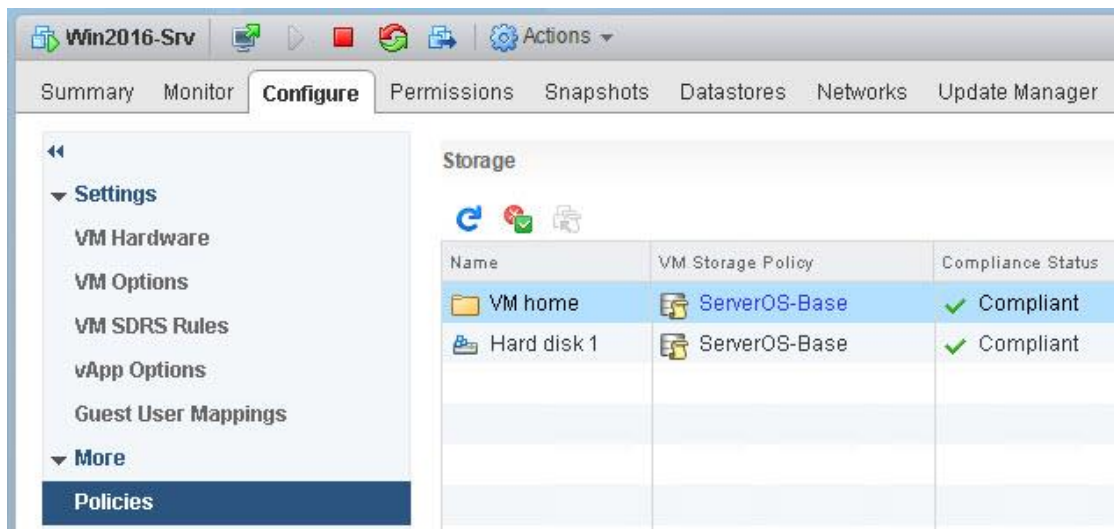 Win2016-Srv Actions
Summary Monitor Configure Permissions Snapshots Datastores Networks Update Manager
Settings
VM Hardware
VM Options
VM SDRS Rules
vApp Options
Guest User Mappings
More
Policies
Storage
Name VM Storage Policy Compliance Status
VM home ServerOS-Base Compliant
Hard disk 1 ServerOS-Base Compliant